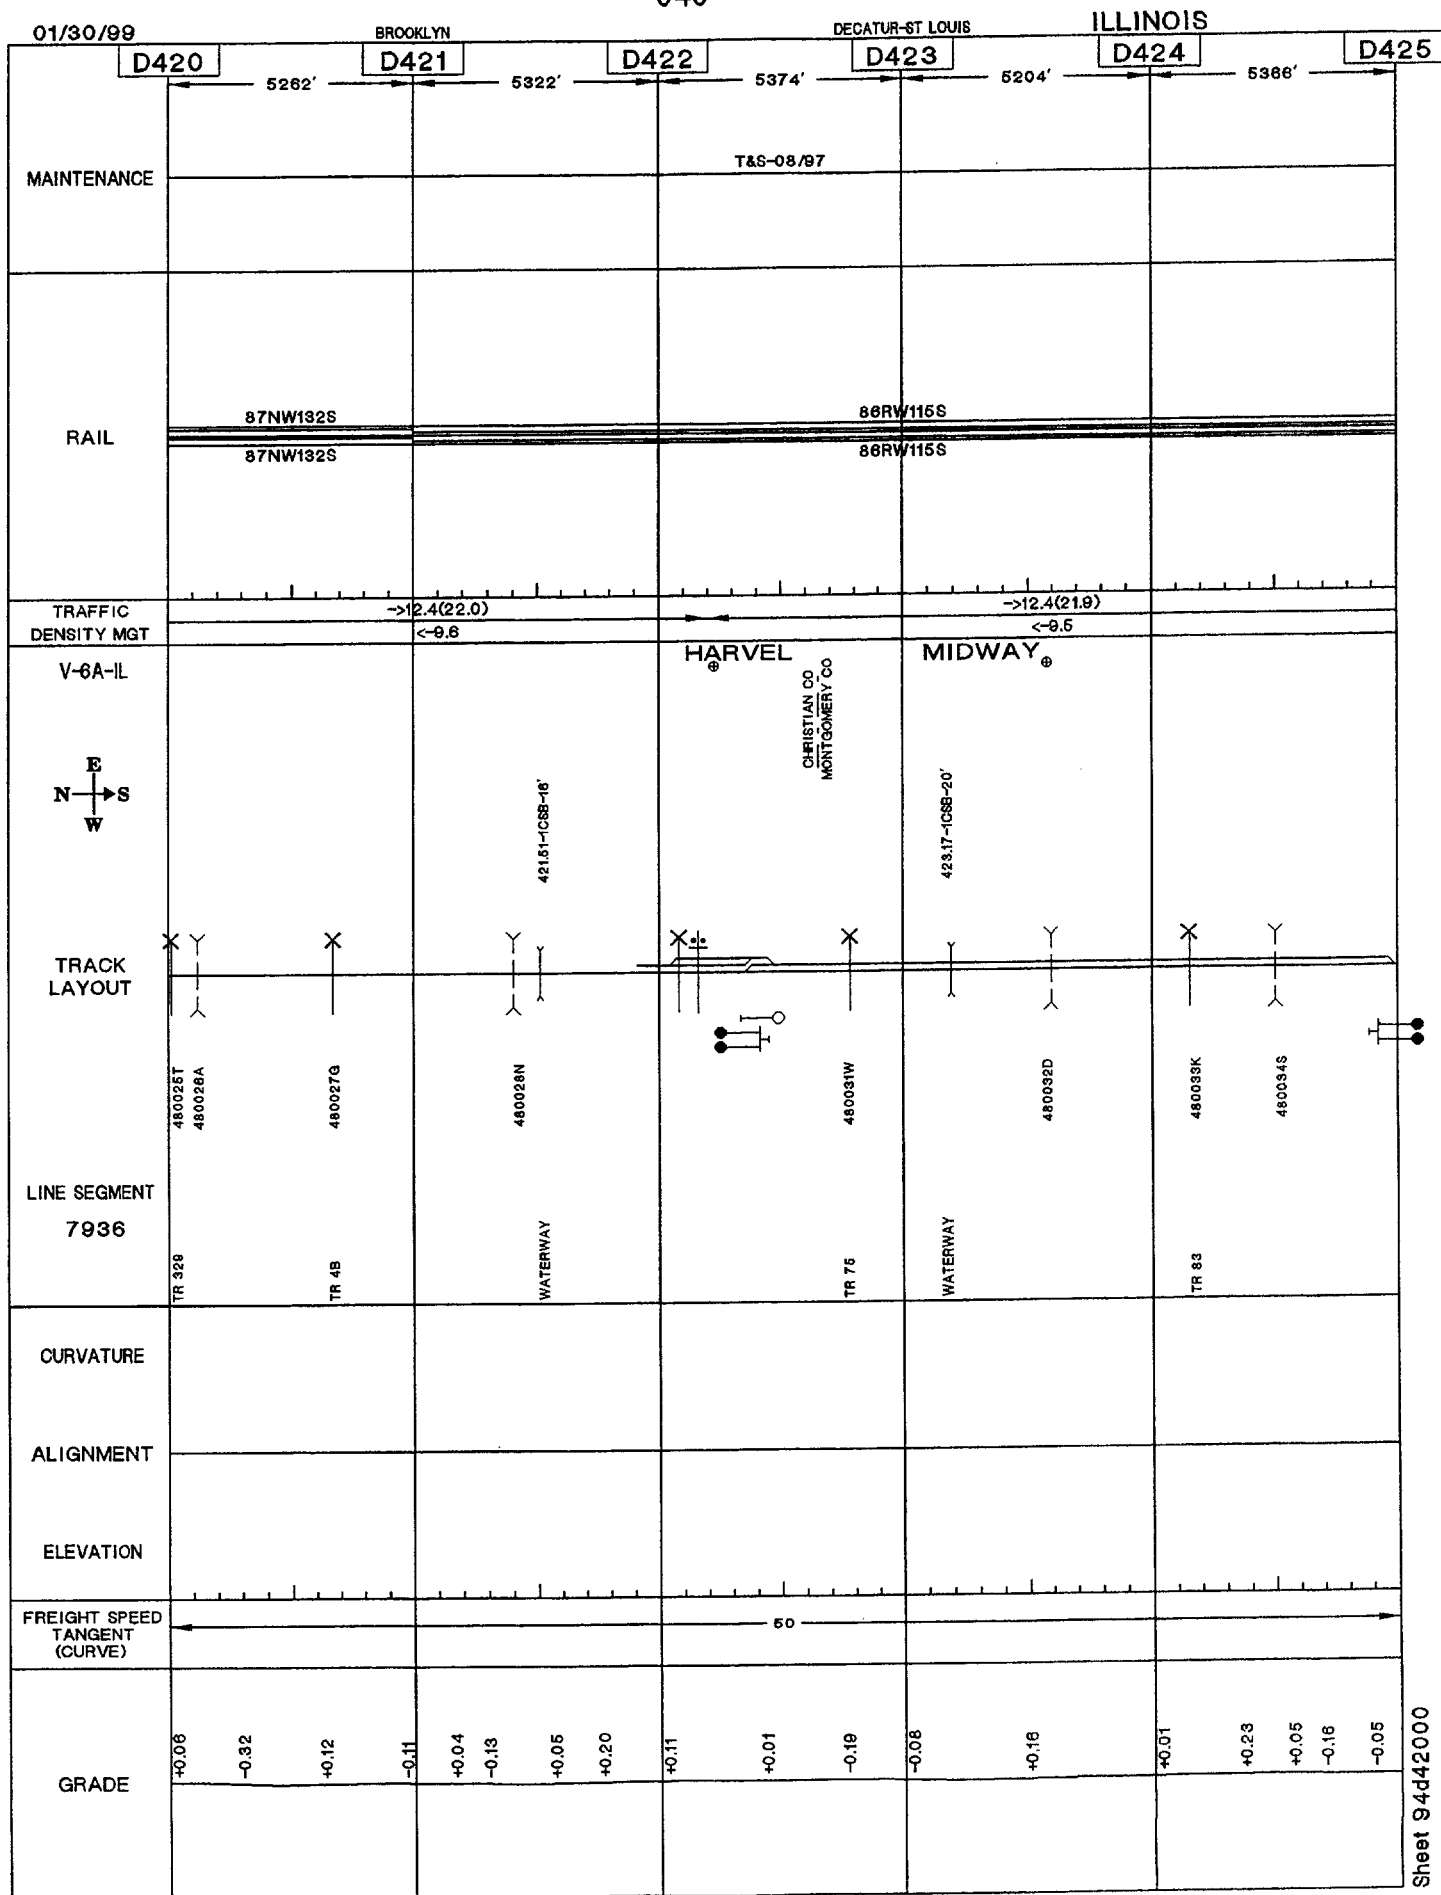 01/30/99
BROOKLYN
DECATUR-ST LOUIS
ILLINOIS
D420
D421
D422
D423
D424
D425
5262'
5322'
5374'
5204'
5366'
MAINTENANCE
T&S-08/97
RAIL
87NW132S
86RW115S
87NW132S
86RW115S
TRAFFIC
DENSITY MGT
->12.4(22.0)
->12.4(21.9)
<-9.6
<-9.5
V-6A-IL
HARVEL
MIDWAY
CHRISTIAN CO
MONTGOMERY CO
E
N S
W
421.51-1CSB-16'
423.17-1CSB-20'
TRACK
LAYOUT
480025T
480026A
480027G
480028N
480031W
480032D
480033K
480034S
LINE SEGMENT
7936
TR 329
TR 4B
WATERWAY
TR 75
WATERWAY
TR 83
CURVATURE
ALIGNMENT
ELEVATION
FREIGHT SPEED
TANGENT
(CURVE)
50
GRADE
+0.06
-0.32
+0.12
-0.11
+0.04
-0.13
+0.05
+0.20
+0.11
+0.01
-0.19
-0.08
+0.16
+0.01
+0.23
+0.05
-0.16
-0.05
Sheet 94d42000